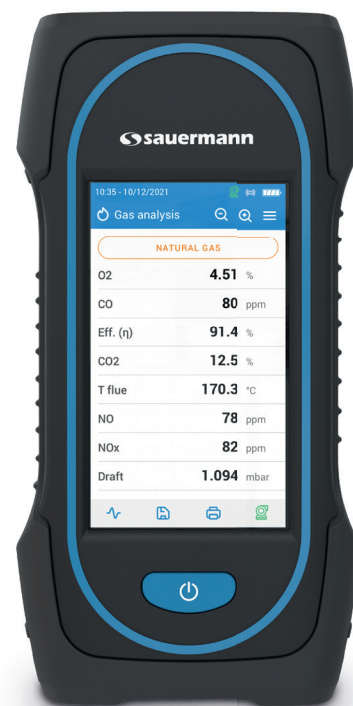 sauermann
10:35 - 10/12/2021
Gas analysis
NATURAL GAS
O2 4.51 %
CO 80 ppm
Eff. (η) 91.4 %
CO2 12.5 %
T flue 170.3 °C
NO 78 ppm
NOx 82 ppm
Draft 1.094 mbar